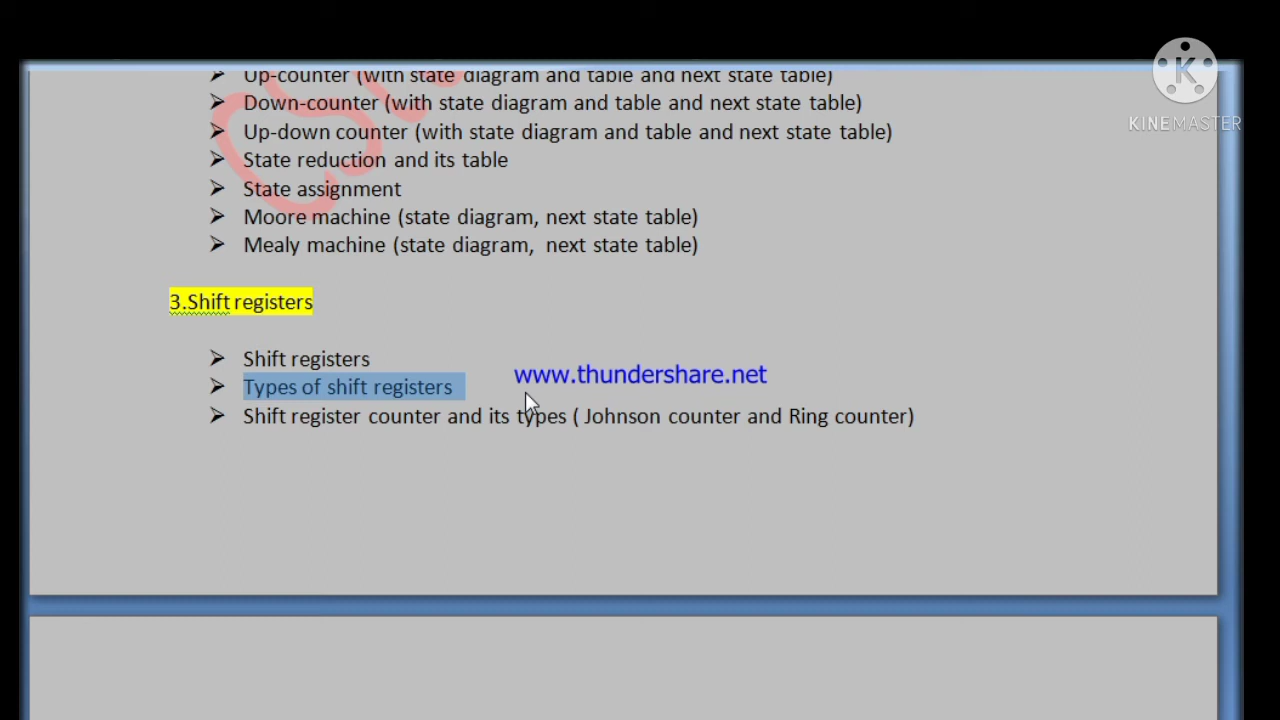 Up-counter (with state diagram and table and next state table)
Down-counter (with state diagram and table and next state table)
Up-down counter (with state diagram and table and next state table)
State reduction and its table
State assignment
Moore machine (state diagram, next state table)
Mealy machine (state diagram, next state table)
3.Shift registers
Shift registers
Types of shift registers
Shift register counter and its types ( Johnson counter and Ring counter)
www.thundershare.net
K
KINEMASTER